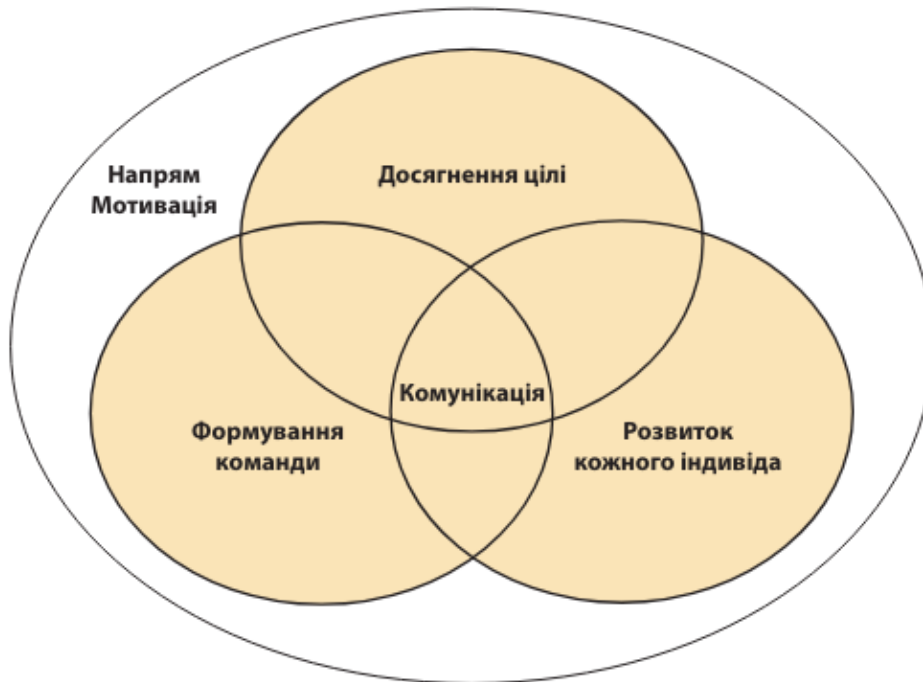 Напрям
Мотивація
Досягнення цілі
Комунікація
Формування
команди
Розвиток
кожного індивіда